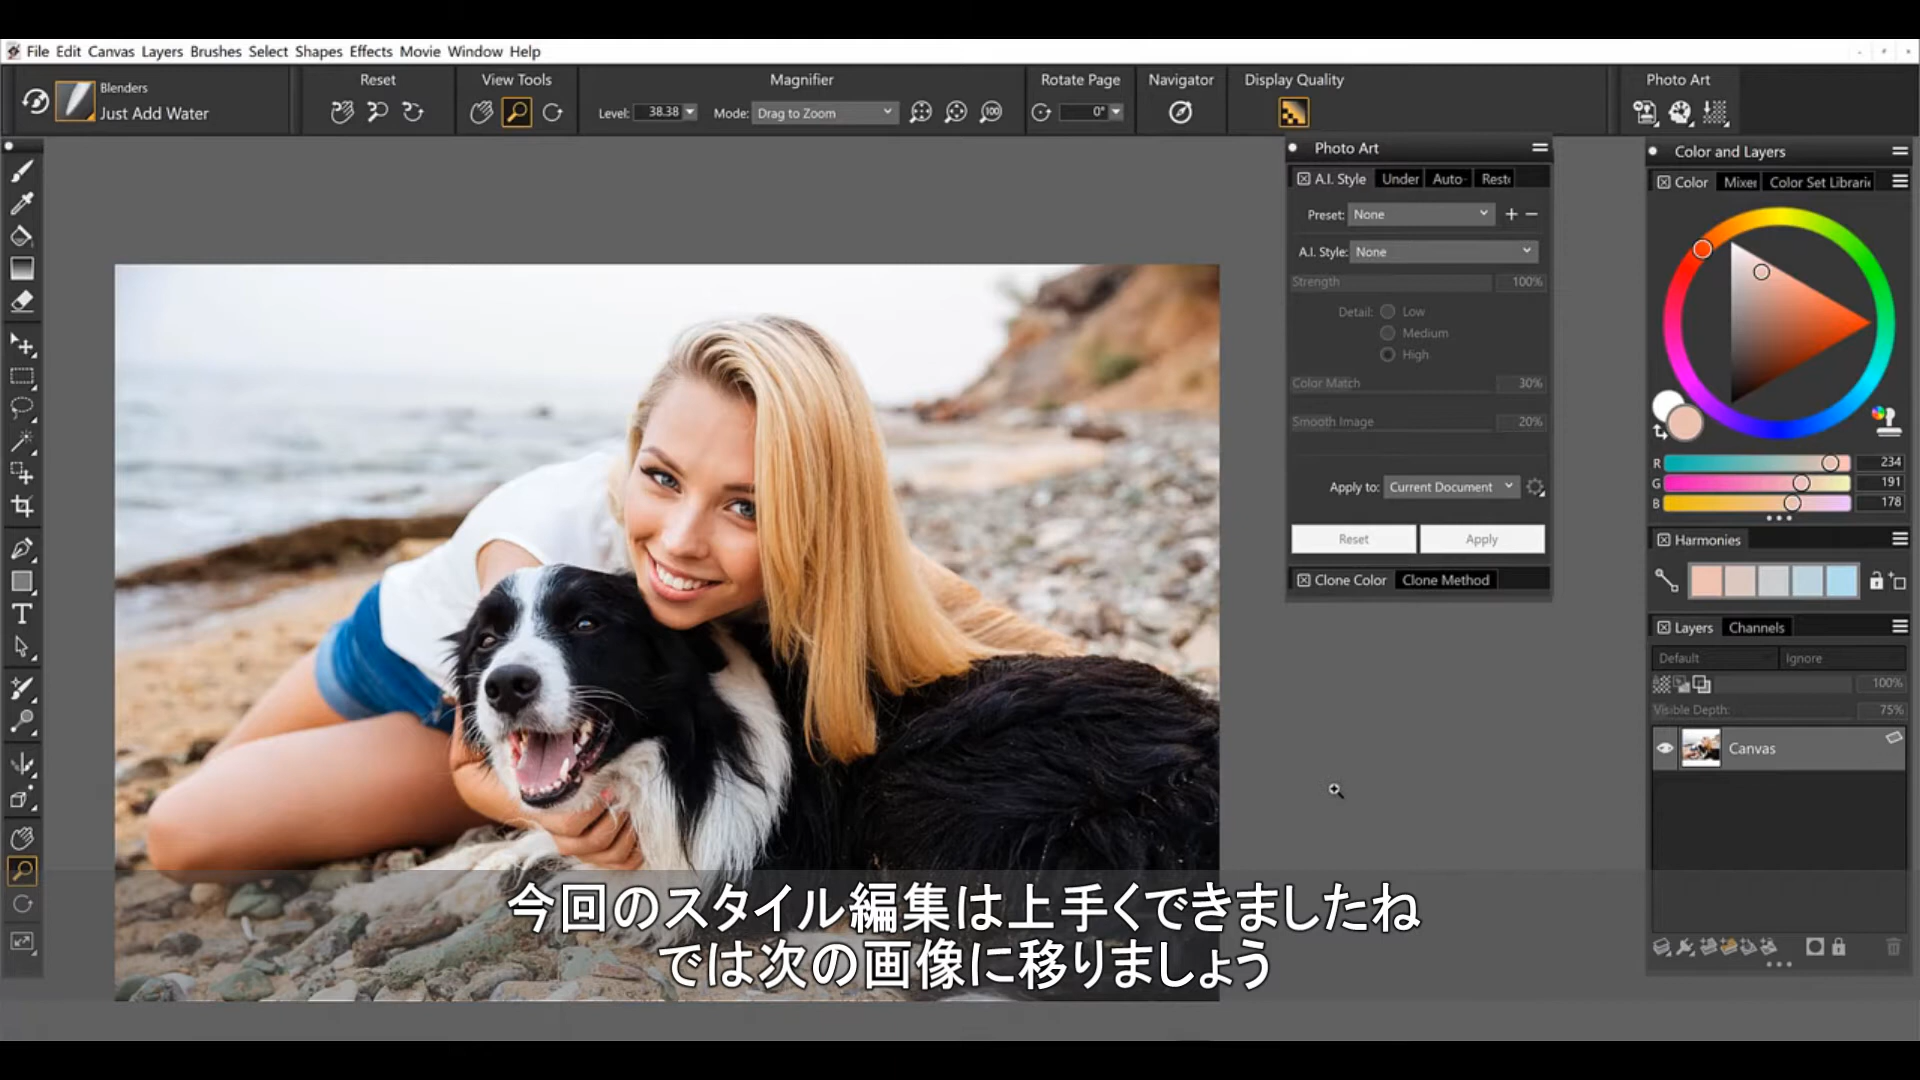 File Edit Canvas Layers Brushes Select Shapes Effects Movie Window Help
Blenders
Just Add Water
Reset
View Tools
Magnifier
Level: 38.38
Mode: Drag to Zoom
100
Rotate Page
0°
Navigator
Display Quality
Photo Art
Photo Art
A.I. Style Under Auto- Resto
Preset: None
A.I. Style: None
Strength 100%
Detail: Low
Medium
High
Color Match 30%
Smooth Image 20%
Apply to: Current Document
Reset Apply
Clone Color Clone Method
Color and Layers
Color Mixer Color Set Librari
R 234
G 191
B 178
Harmonies
Layers Channels
Default Ignore
100%
Visible Depth: 75%
Canvas
T
今回のスタイル編集は上手くできましたね
では次の画像に移りましょう